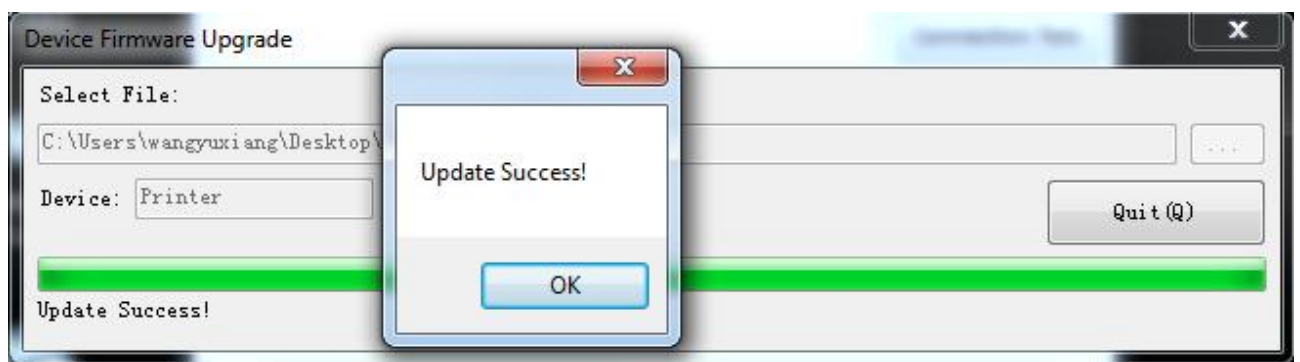 Device Firmware Upgrade
Select File:
C:\Users\wangyuxiang\Desktop\
...
Update Success!
Device: Printer
Quit(Q)
OK
Update Success!